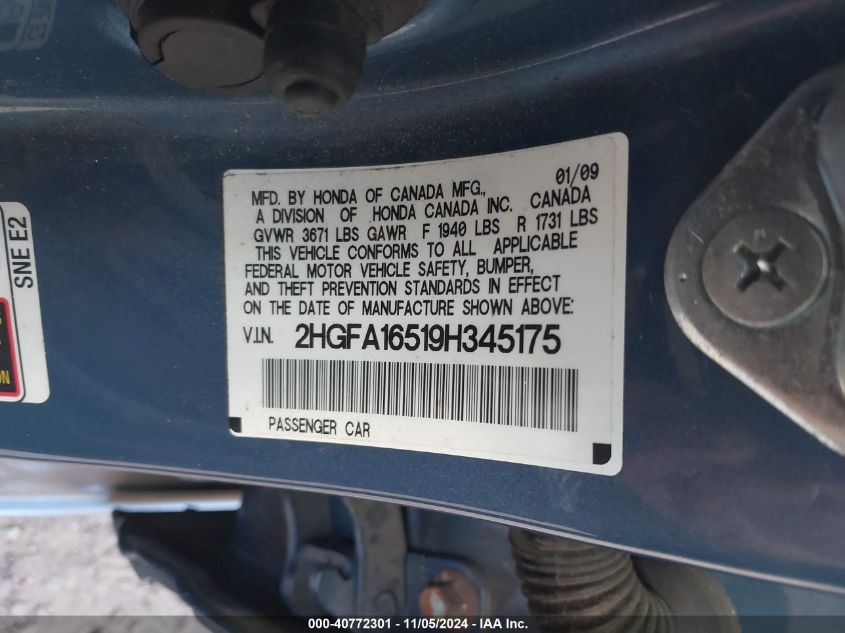 01/09
MFD. BY HONDA OF CANADA MFG.,
A DIVISION OF HONDA CANADA INC. CANADA
GVWR 3671 LBS GAWR F 1940 LBS R 1731 LBS
THIS VEHICLE CONFORMS TO ALL APPLICABLE
FEDERAL MOTOR VEHICLE SAFETY, BUMPER,
AND THEFT PREVENTION STANDARDS IN EFFECT
ON THE DATE OF MANUFACTURE SHOWN ABOVE:
V.I.N. 2HGFA16519H345175
PASSENGER CAR
SNE E2
000-40772301 - 11/05/2024 - IAA Inc.